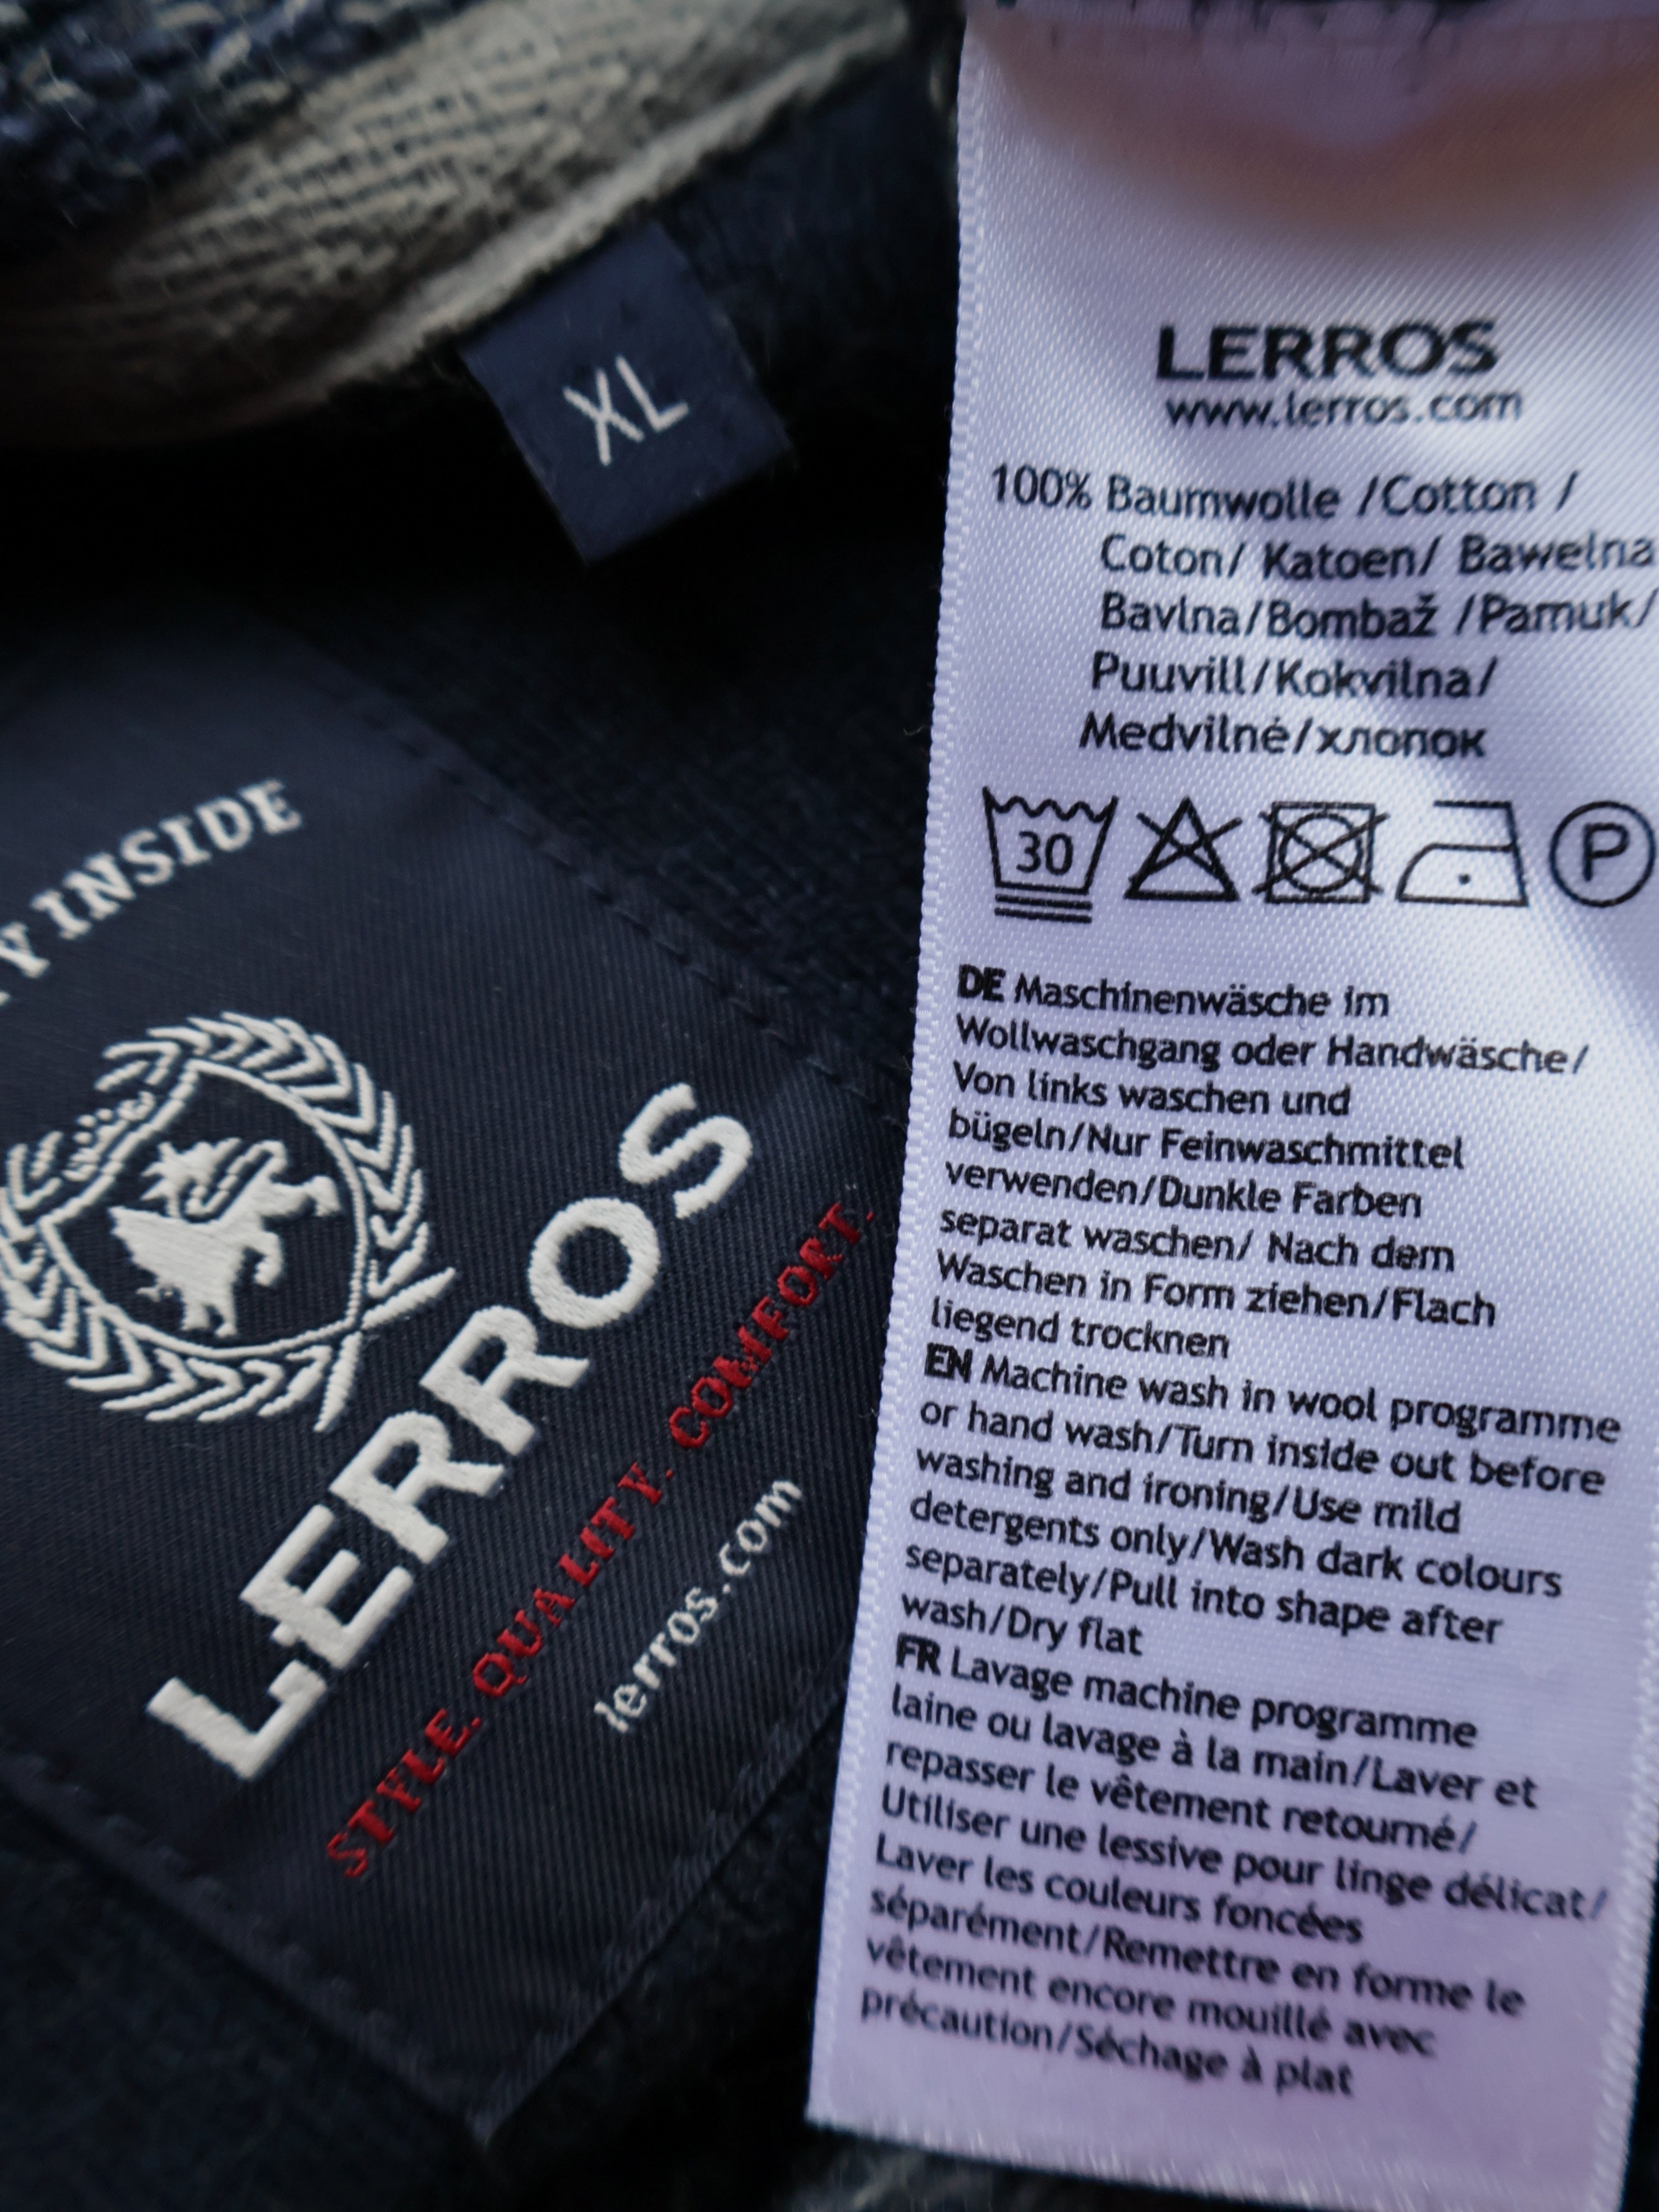 XL
Y INSIDE
LERROS
STYLE. QUALITY. COMFORT.
lerros.com
LERROS
www.lerros.com
100% Baumwolle /Cotton /
Coton/ Katoen/ Bawełna
Bavlna/Bombaž /Pamuk/
Puuvill/Kokvilna/
Medvilnė/хлопок
30
P
DE Maschinenwäsche im
Wollwaschgang oder Handwäsche/
Von links waschen und
bügeln/Nur Feinwaschmittel
verwenden/Dunkle Farben
separat waschen/ Nach dem
Waschen in Form ziehen/Flach
liegend trocknen
EN Machine wash in wool programme
or hand wash/Turn inside out before
washing and ironing/Use mild
detergents only/Wash dark colours
separately/Pull into shape after
wash/Dry flat
FR Lavage machine programme
laine ou lavage à la main/Laver et
repasser le vêtement retourné/
Utiliser une lessive pour linge délicat/
Laver les couleurs foncées
séparément/Remettre en forme le
vêtement encore mouillé avec
précaution/Séchage à plat